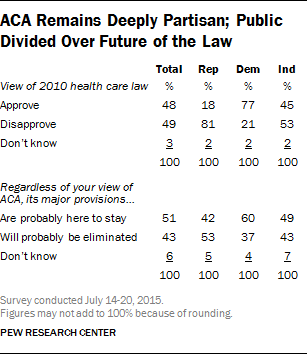 ACA Remains Deeply Partisan; Public
Divided Over Future of the Law
Total Rep Dem Ind
View of 2010 health care law % % % %
Approve 48 18 77 45
Disapprove 49 81 21 53
Don't know 3 2 2 2
100 100 100 100
Regardless of your view of
ACA, its major provisions...
Are probably here to stay 51 42 60 49
Will probably be eliminated 43 53 37 43
Don't know 6 5 4 7
100 100 100 100
Survey conducted July 14-20, 2015.
Figures may not add to 100% because of rounding.
PEW RESEARCH CENTER